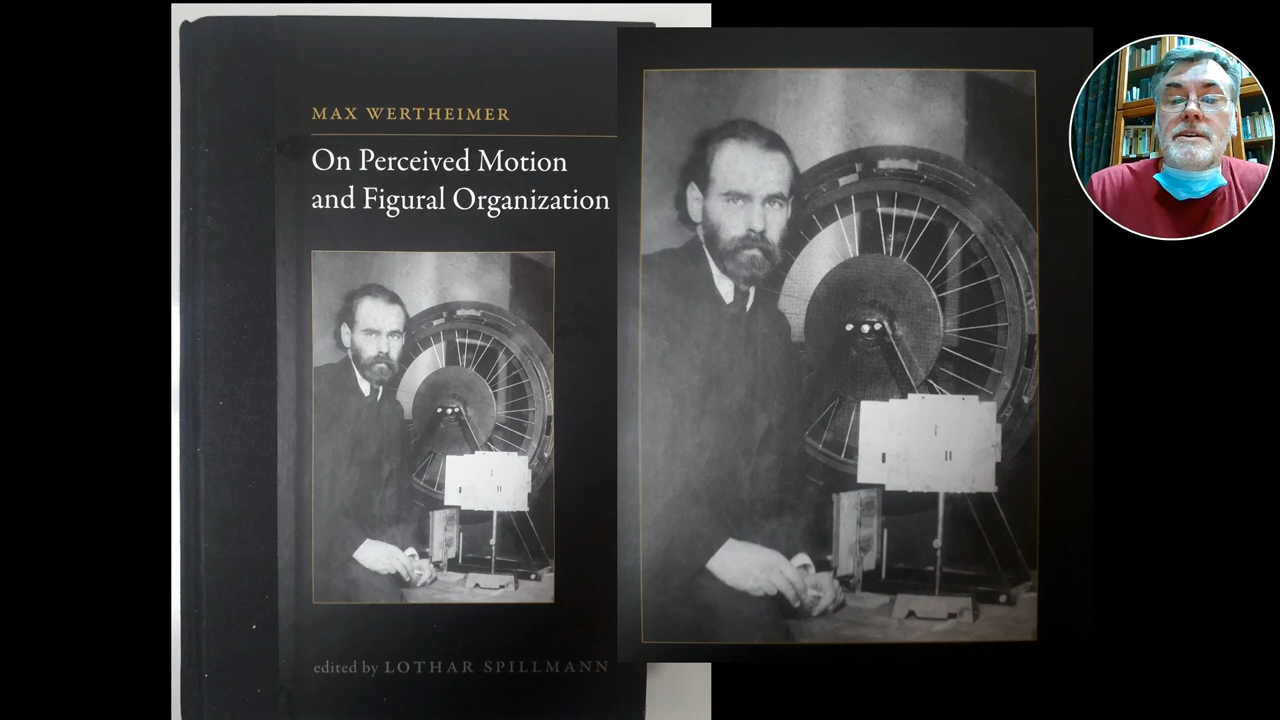 MAX WERTHEIMER
On Perceived Motion
and Figural Organization
edited by LOTHAR SPILLMANN